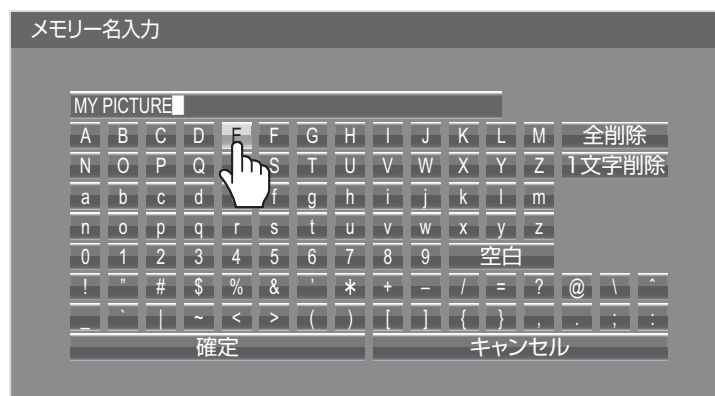 メモリー名入力
MY PICTURE
A B C D E F G H I J K L M 全削除
N O P Q S T U V W X Y Z 1文字削除
a b c d f g h i j k l m
n o p q r s t u v w x y z
0 1 2 3 4 5 6 7 8 9 空白
! " # $ % & ' * + – / = ? @ \ ^
_ ` | ~ < > ( ) [ ] { } , . ; :
確定 キャンセル